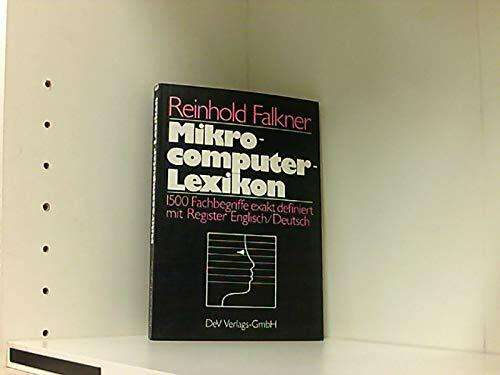 Reinhold Falkner
Mikro-
computer-
Lexikon
1500 Fachbegriffe exakt definiert
mit Register Englisch/Deutsch
DeV Verlags-GmbH